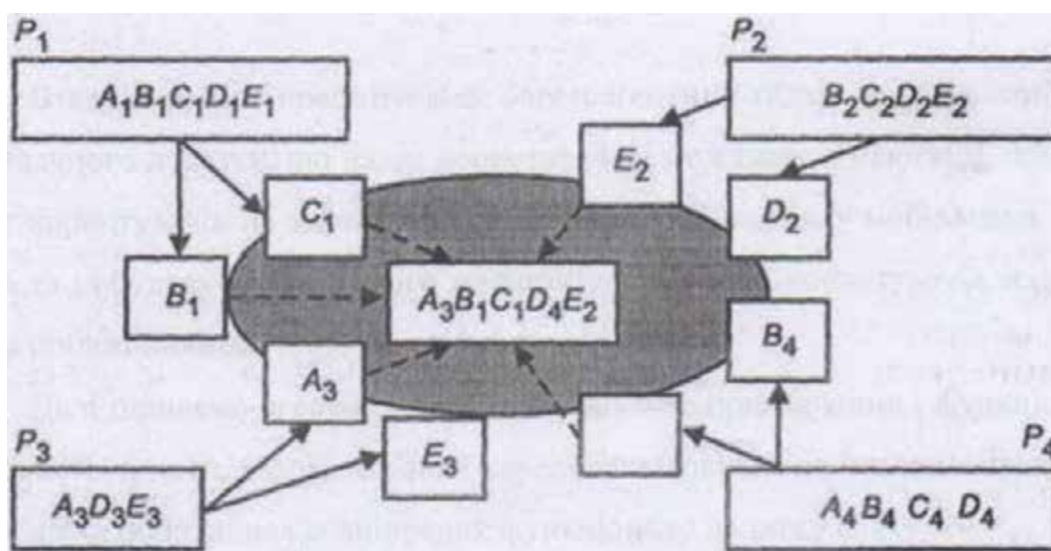 P₁
A₁B₁C₁D₁E₁
P₂
B₂C₂D₂E₂
E₂
C₁
D₂
B₁
A₃B₁C₁D₄E₂
B₄
A₃
E₃
P₃
A₃D₃E₃
P₄
A₄B₄ C₄ D₄